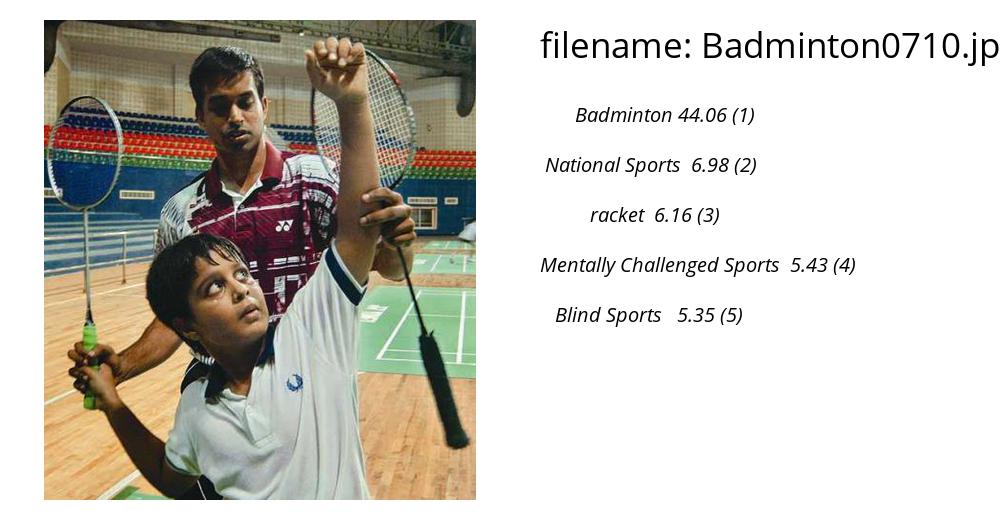 filename: Badminton0710.jp
Badminton 44.06 (1)
National Sports 6.98 (2)
racket 6.16 (3)
Mentally Challenged Sports 5.43 (4)
Blind Sports 5.35 (5)